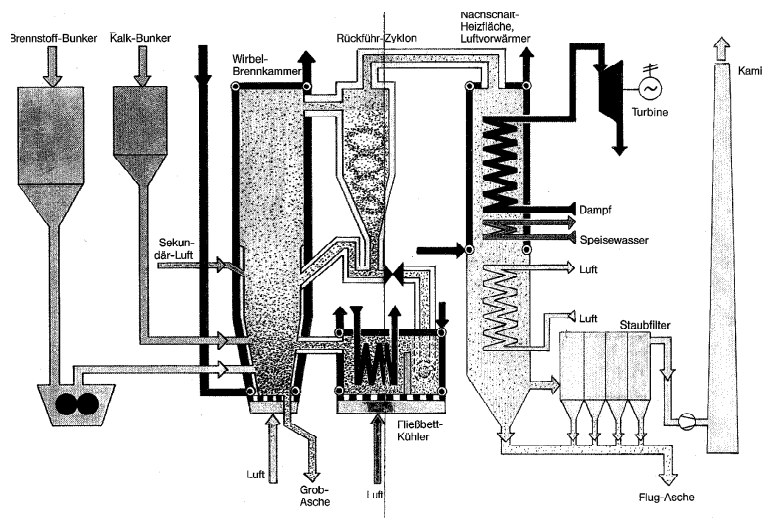 Brennstoff-Bunker
Kalk-Bunker
Wirbel-
Brennkammer
Rückführ-Zyklon
Nachschalt-
Heizfläche,
Luftvorwärmer
Kami
Turbine
Dampf
Speisewasser
Sekun-
där-Luft
Luft
Luft
Staubfilter
Fließbett-
Kühler
Luft
Grob-
Asche
Luft
Flug-Asche